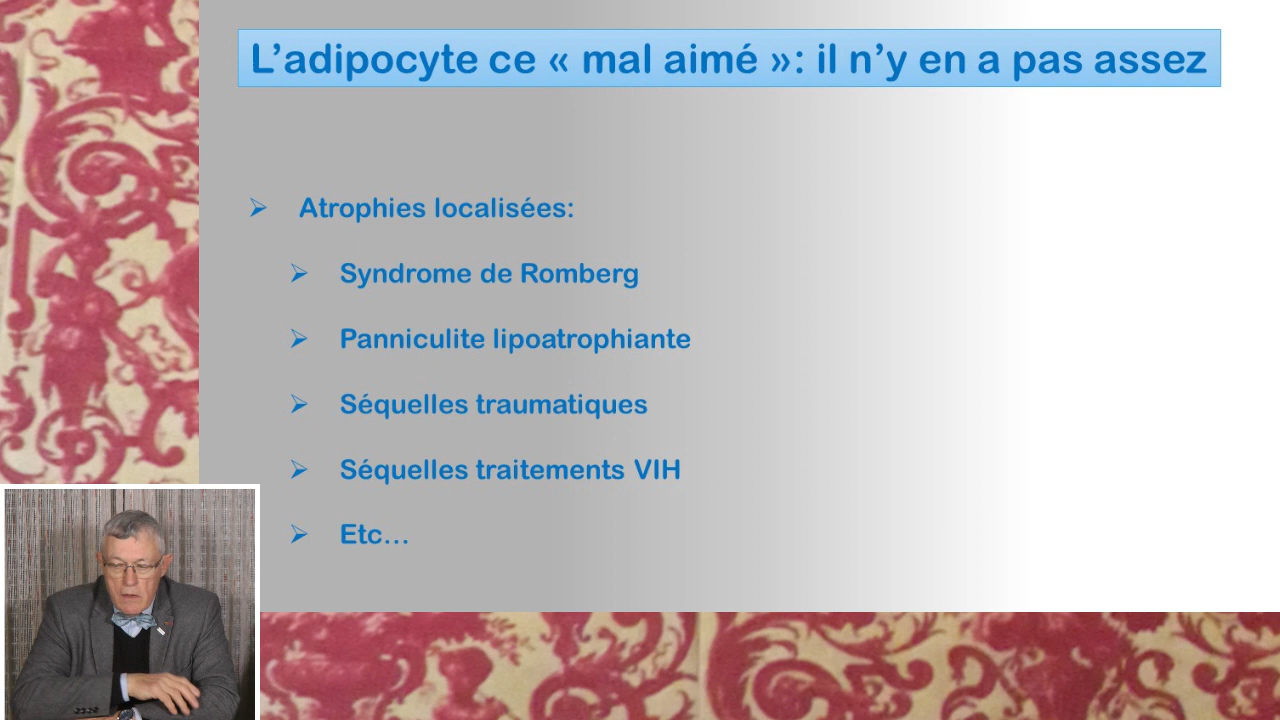 L’adipocyte ce « mal aimé »: il n’y en a pas assez
Atrophies localisées:
Syndrome de Romberg
Panniculite lipoatrophiante
Séquelles traumatiques
Séquelles traitements VIH
Etc…